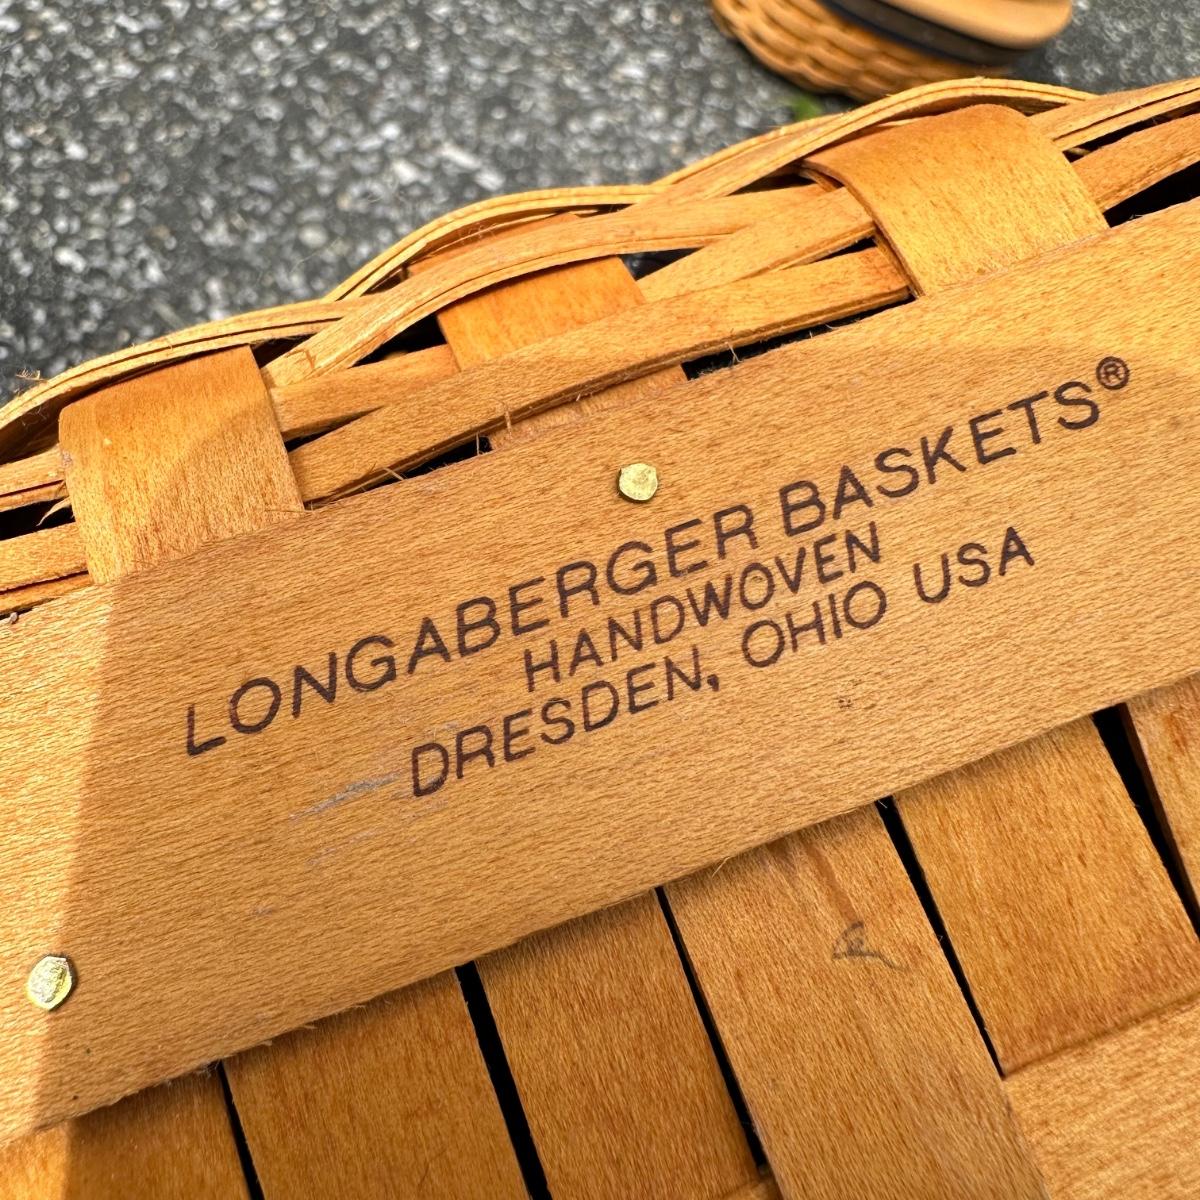 LONGABERGER BASKETS®
HANDWOVEN
DRESDEN, OHIO USA